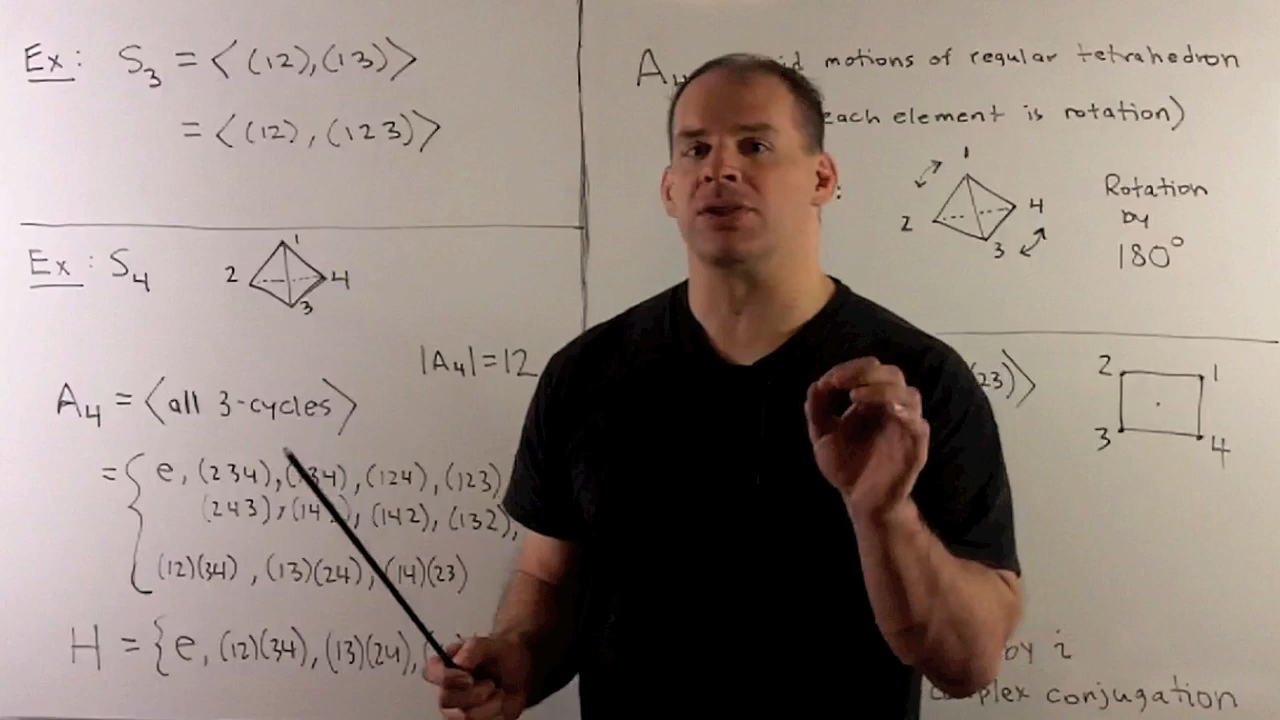 Ex: S₃ = ⟨(12),(13)⟩
= ⟨(12), (123)⟩
Ex: S₄
1
2
4
3
|A₄|=12
A₄ = ⟨all 3-cycles⟩
= { e, (234), (134), (124), (123)
(243), (14 ), (142), (132),
(12)(34), (13)(24), (14)(23)
H = {e, (12)(34), (13)(24), (
A₄ motions of regular tetrahedron
each element is rotation)
:
1
2
4
3
Rotation
by
180°
(23)⟩
2
1
3
4
by i
complex conjugation